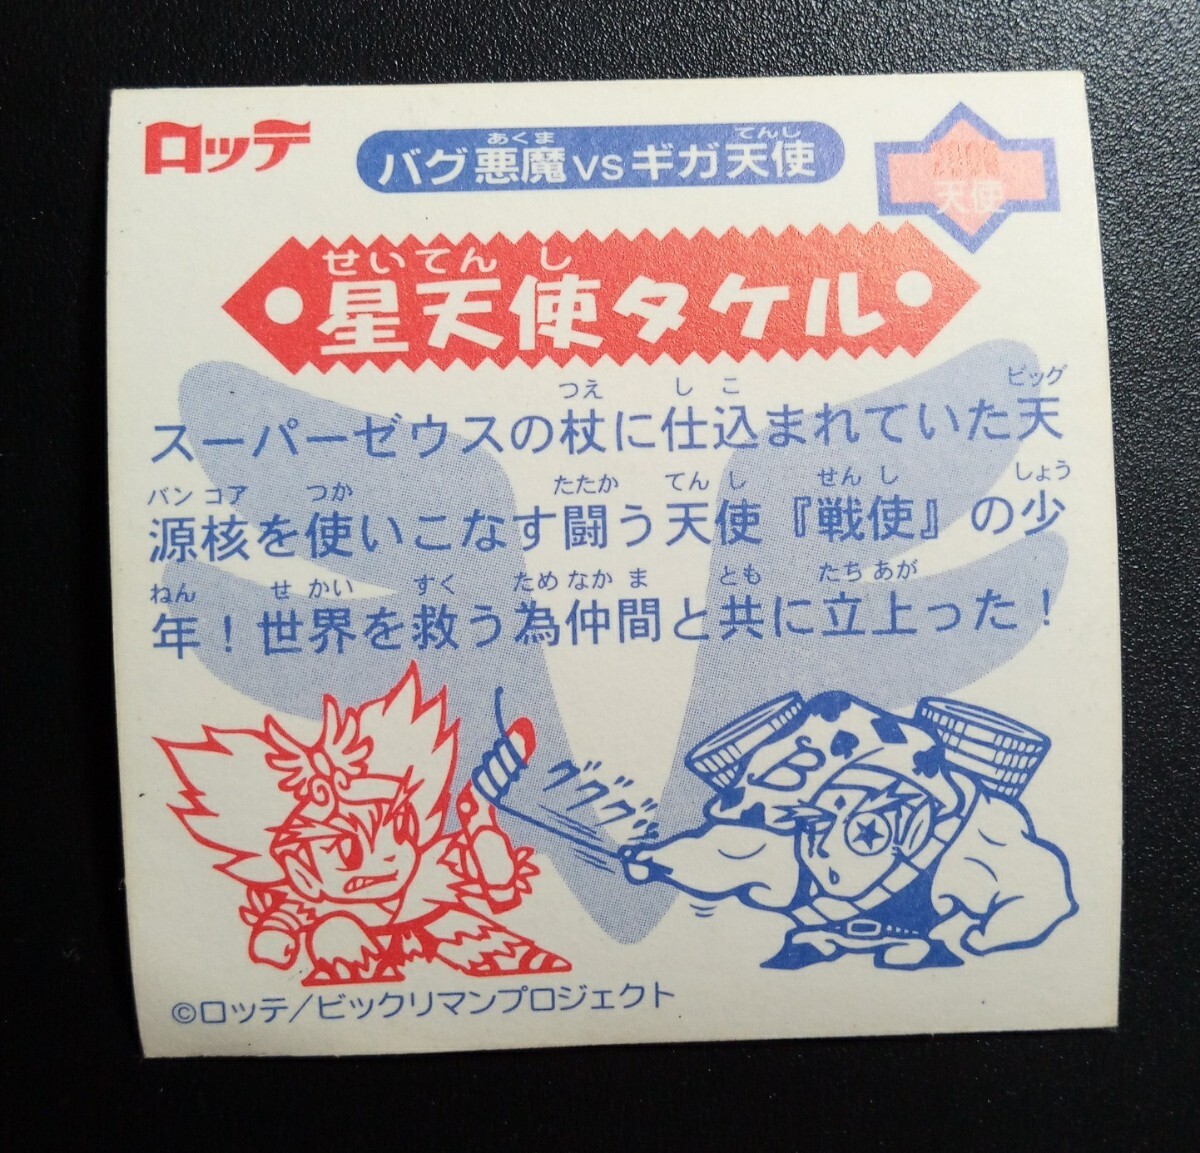 ロッテ
あくま てんし
バグ悪魔vsギガ天使
天使
せいてんし
星天使タケル
つえ しこ ビッグ
スーパーゼウスの杖に仕込まれていた天
バン コア つか たたか てんし せんし しょう
源核を使いこなす闘う天使『戦使』の少
ねん せかい すく ため なかま とも たちあが
年！世界を救う為仲間と共に立上った！
グググッ
B
©ロッテ/ビックリマンプロジェクト